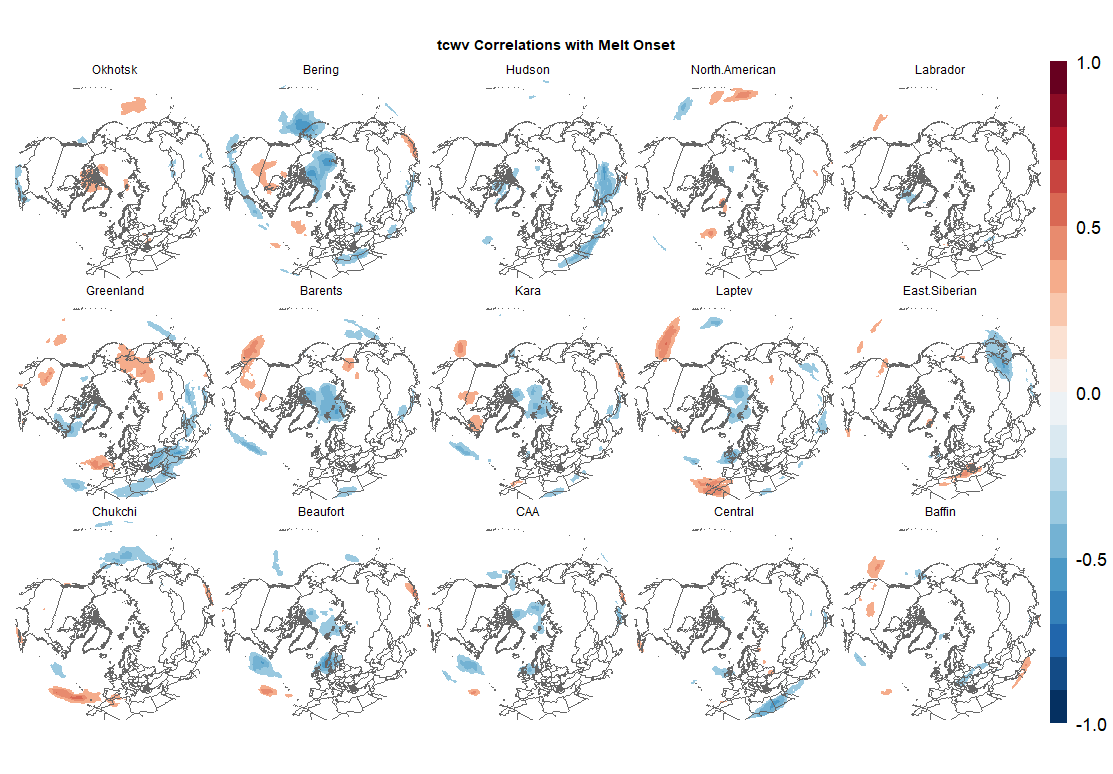 tcwv Correlations with Melt Onset
Okhotsk
Bering
Hudson
North.American
Labrador
Greenland
Barents
Kara
Laptev
East.Siberian
Chukchi
Beaufort
CAA
Central
Baffin
1.0
0.5
0.0
-0.5
-1.0